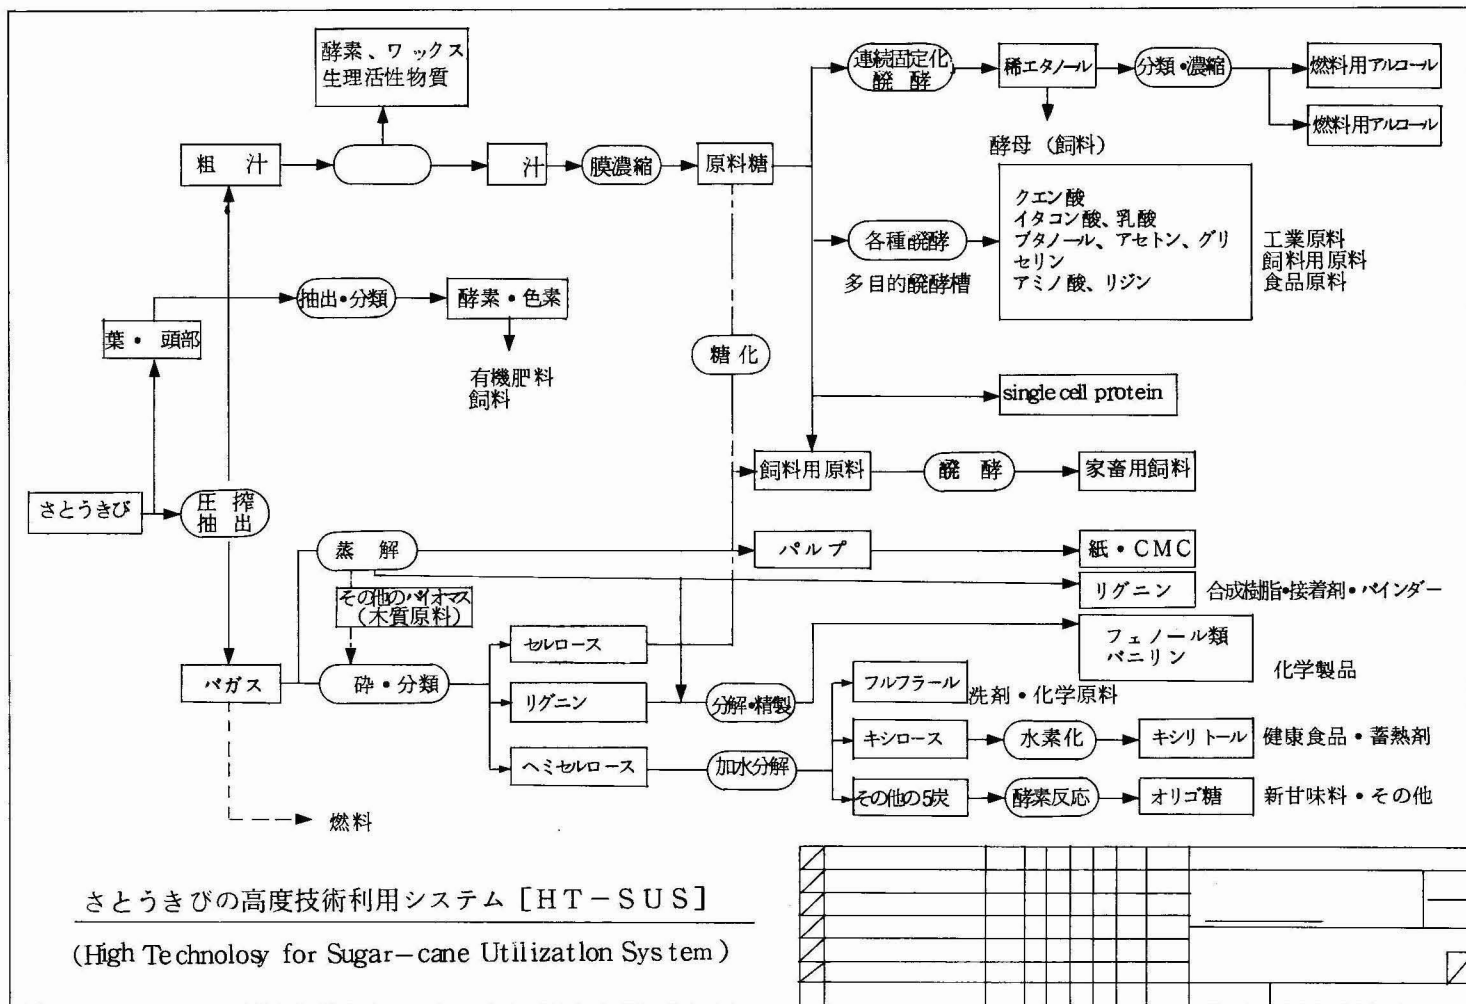 酵素、ワックス
生理活性物質
連続固定化
醗酵
稀エタノール
分類・濃縮
燃料用アルコール
燃料用アルコール
酵母（飼料）
粗汁
汁
膜濃縮
原料糖
クエン酸
イタコン酸、乳酸
ブタノール、アセトン、グリ
セリン
アミノ酸、リジン
各種醗酵
多目的醗酵槽
工業原料
飼料用原料
食品原料
抽出・分類
酵素・色素
葉・頭部
有機肥料
飼料
糖化
single cell protein
飼料用原料
醗酵
家畜用飼料
さとうきび
圧搾
抽出
蒸解
パルプ
紙・CMC
その他のバイオマス
（木質原料）
リグニン
合成樹脂・接着剤・バインダー
セルロース
フェノール類
バニリン
化学製品
バガス
砕・分類
リグニン
分解・精製
フルフラール
洗剤・化学原料
キシロース
水素化
キシリトール
健康食品・蓄熱剤
ヘミセルロース
加水分解
その他の5炭
酵素反応
オリゴ糖
新甘味料・その他
燃料
さとうきびの高度技術利用システム［HT－SUS］
(High Technology for Sugar-cane Utilization System)